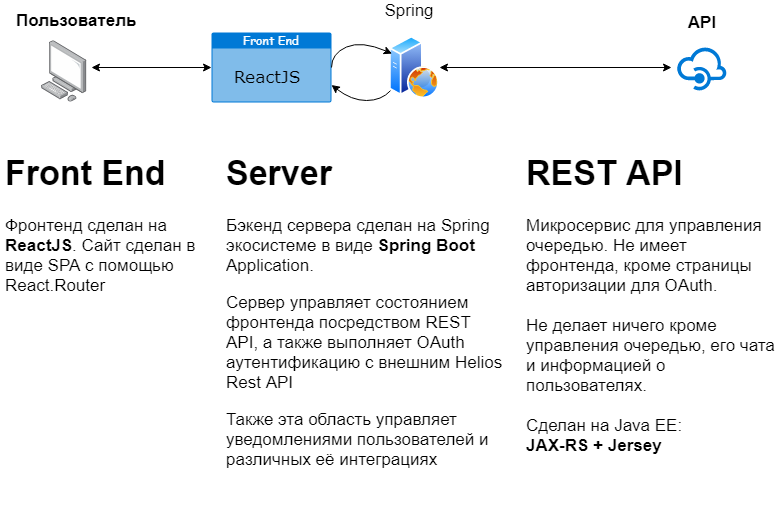 Пользователь
Spring
API
Front End
ReactJS
Front End
Фронтенд сделан на
ReactJS. Сайт сделан в
виде SPA с помощью
React.Router
Server
Бэкенд сервера сделан на Spring
экосистеме в виде Spring Boot
Application.
Сервер управляет состоянием
фронтенда посредством REST
API, а также выполняет OAuth
аутентификацию с внешним Helios
Rest API
Также эта область управляет
уведомлениями пользователей и
различных её интеграциях
REST API
Микросервис для управления
очередью. Не имеет
фронтенда, кроме страницы
авторизации для OAuth.
Не делает ничего кроме
управления очередью, его чата
и информацией о
пользователях.
Сделан на Java EE:
JAX-RS + Jersey